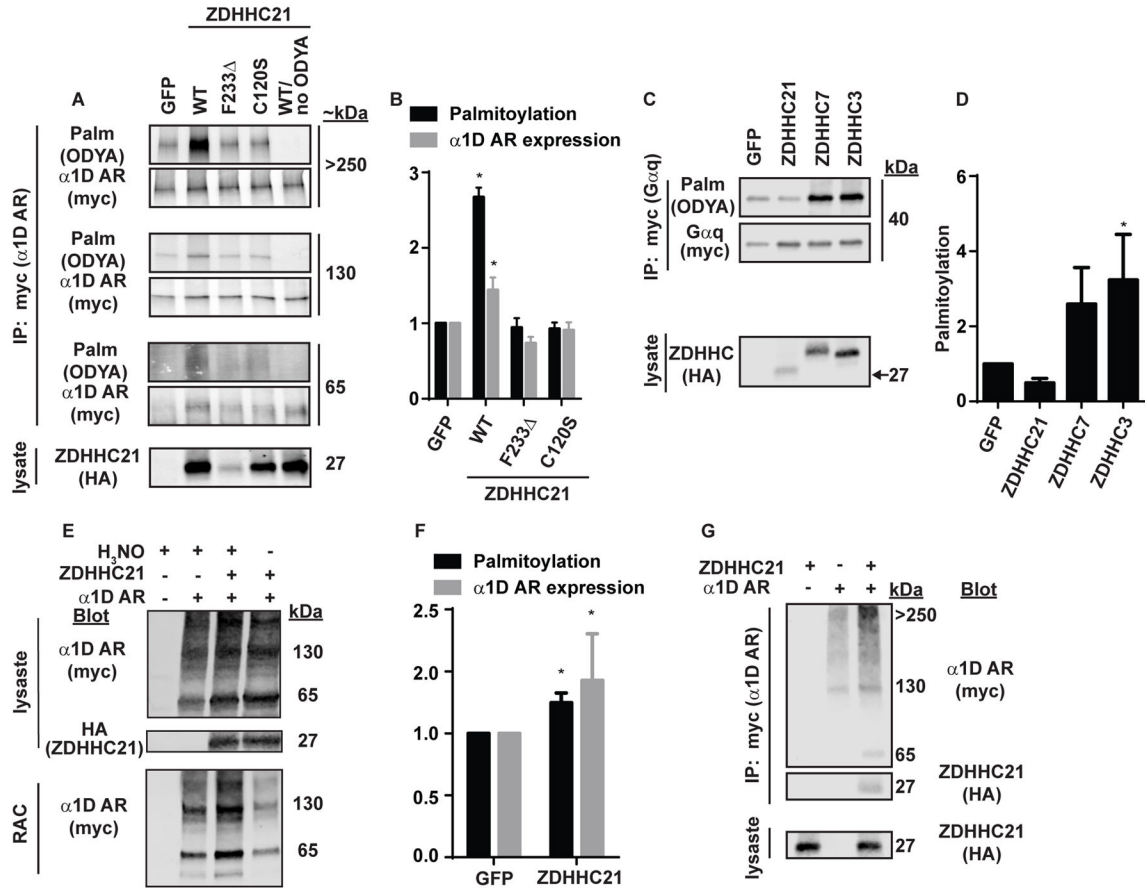 ZDHHC21
A
GFP
WT
F233Δ
C120S
WT/
no ODYA
~kDa
IP: myc (α1D AR)
Palm
(ODYA)
α1D AR
(myc)
>250
Palm
(ODYA)
α1D AR
(myc)
130
Palm
(ODYA)
α1D AR
(myc)
65
lysate
ZDHHC21
(HA)
27
B
Palmitoylation
α1D AR expression
3
2
1
0
*
*
GFP
WT
F233Δ
C120S
ZDHHC21
C
GFP
ZDHHC21
ZDHHC7
ZDHHC3
kDa
IP: myc (Gαq)
Palm
(ODYA)
Gαq
(myc)
40
lysate
ZDHHC
(HA)
27
D
Palmitoylation
6
4
2
0
*
GFP
ZDHHC21
ZDHHC7
ZDHHC3
E
H3NO + + + -
ZDHHC21 - - + +
α1D AR - + + +
Blot
kDa
lysaste
α1D AR
(myc)
130
65
HA
(ZDHHC21)
27
RAC
α1D AR
(myc)
130
65
F
Palmitoylation
α1D AR expression
2.5
2.0
1.0
2.5
0.0
*
*
GFP
ZDHHC21
G
ZDHHC21 + - +
α1D AR - + +
kDa
Blot
IP: myc (α1D AR)
>250
130
65
α1D AR
(myc)
27
ZDHHC21
(HA)
lysaste
27
ZDHHC21
(HA)